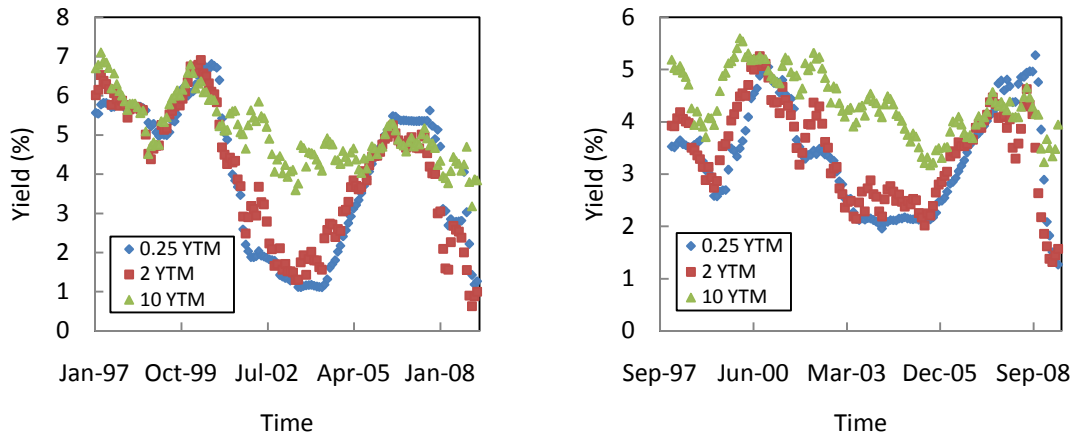 8
7
6
5
4
3
2
1
0
Yield (%)
0.25 YTM
2 YTM
10 YTM
Jan-97 Oct-99 Jul-02 Apr-05 Jan-08
Time
6
5
4
3
2
1
0
Yield (%)
0.25 YTM
2 YTM
10 YTM
Sep-97 Jun-00 Mar-03 Dec-05 Sep-08
Time